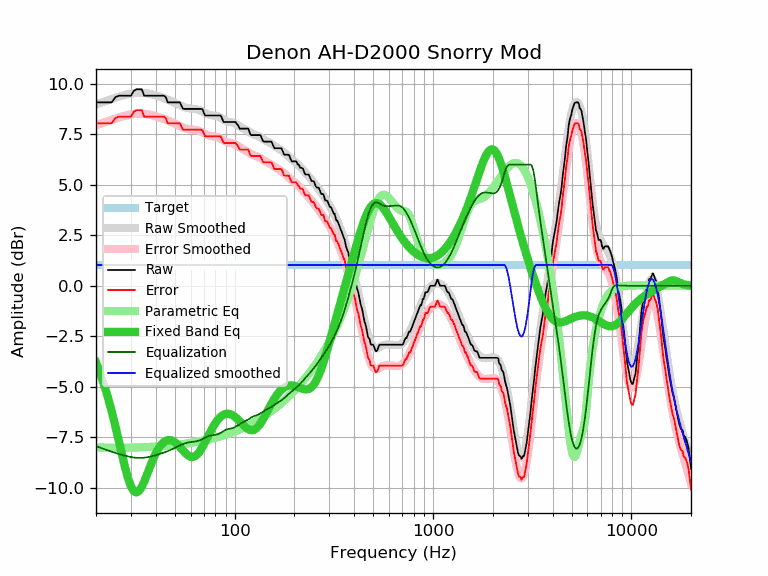 Denon AH-D2000 Snorry Mod
10.0
7.5
5.0
2.5
0.0
−2.5
−5.0
−7.5
−10.0
Amplitude (dBr)
Target
Raw Smoothed
Error Smoothed
Raw
Error
Parametric Eq
Fixed Band Eq
Equalization
Equalized smoothed
100
1000
10000
Frequency (Hz)